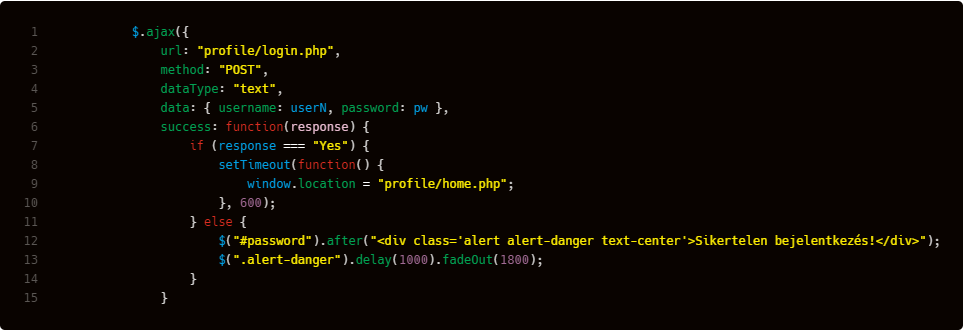 1 $.ajax({
2 url: "profile/login.php",
3 method: "POST",
4 dataType: "text",
5 data: { username: userN, password: pw },
6 success: function(response) {
7 if (response === "Yes") {
8 setTimeout(function() {
9 window.location = "profile/home.php";
10 }, 600);
11 } else {
12 $("#password").after("<div class='alert alert-danger text-center'>Sikertelen bejelentkezés!</div>");
13 $(".alert-danger").delay(1000).fadeOut(1800);
14 }
15 }